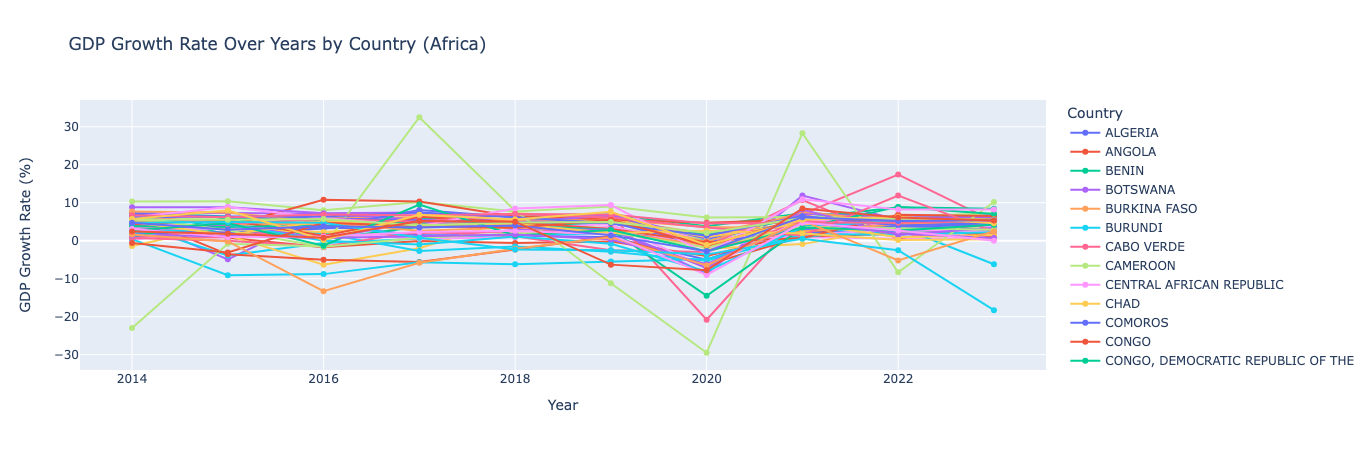 GDP Growth Rate Over Years by Country (Africa)
30
20
10
0
−10
−20
−30
GDP Growth Rate (%)
2014
2016
2018
2020
2022
Year
Country
ALGERIA
ANGOLA
BENIN
BOTSWANA
BURKINA FASO
BURUNDI
CABO VERDE
CAMEROON
CENTRAL AFRICAN REPUBLIC
CHAD
COMOROS
CONGO
CONGO, DEMOCRATIC REPUBLIC OF THE